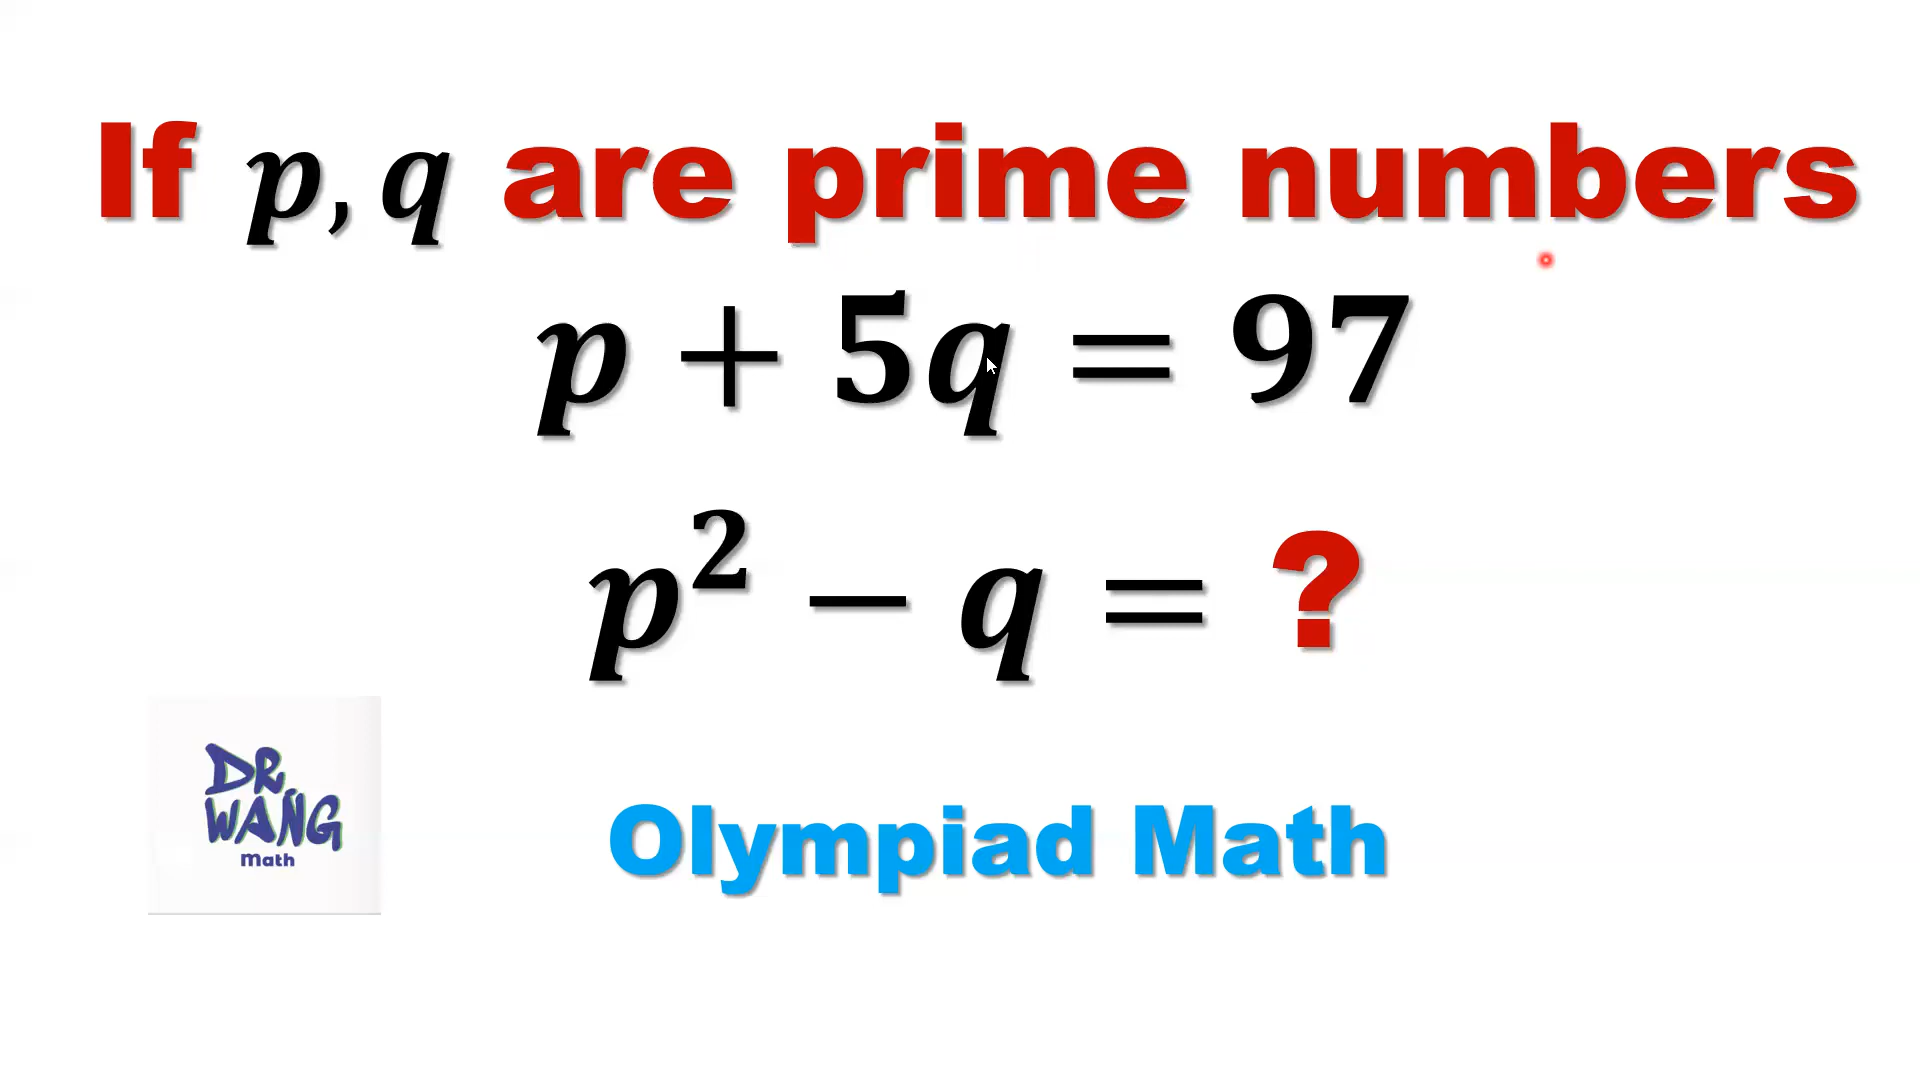 If p, q are prime numbers
p + 5q = 97
p² − q = ?
DR
WANG
Math
Olympiad Math